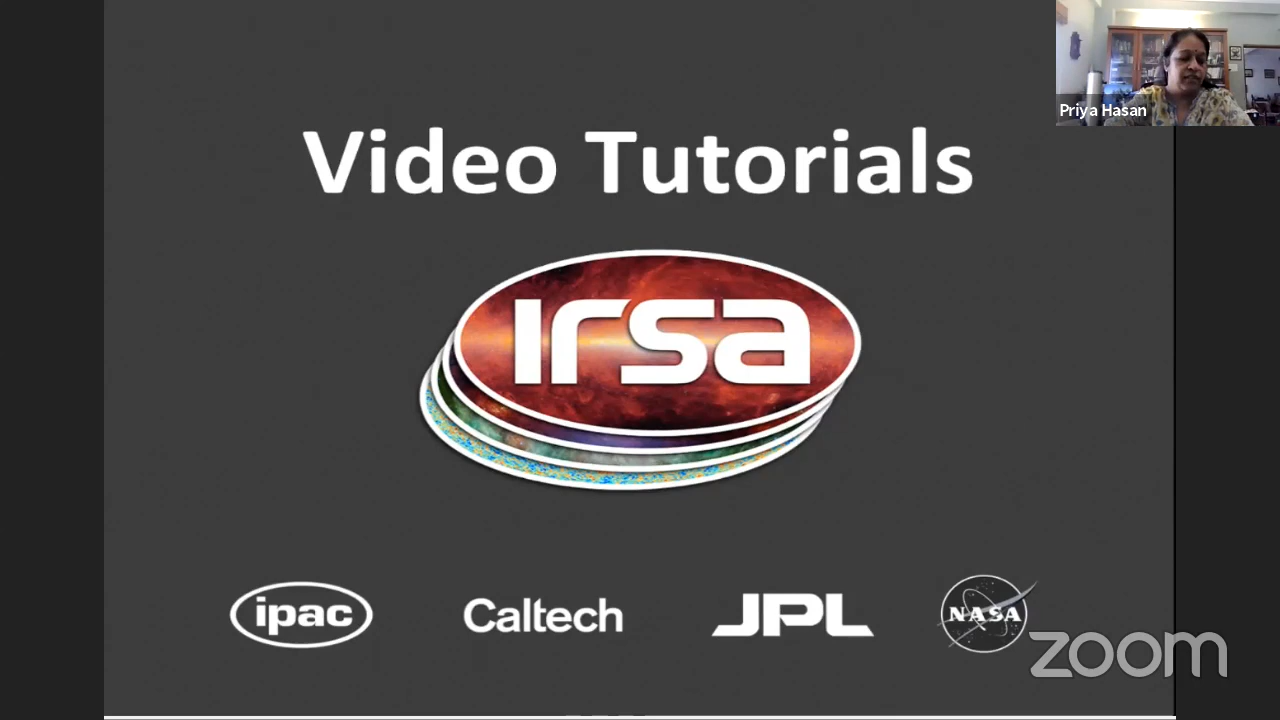 Priya Hasan
Video Tutorials
irsa
ipac
Caltech
JPL
NASA
zoom